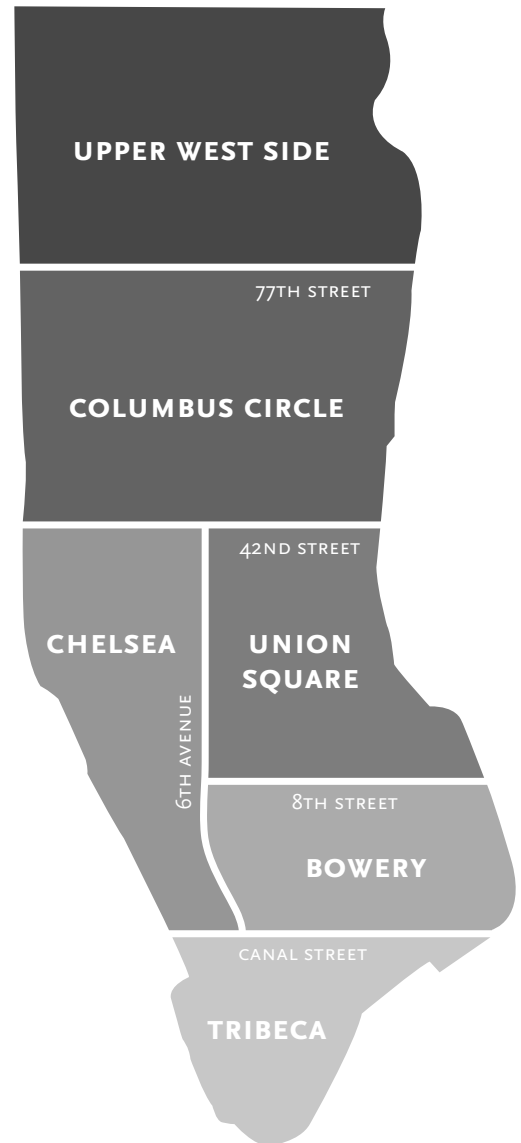 UPPER WEST SIDE
77TH STREET
COLUMBUS CIRCLE
42ND STREET
CHELSEA
UNION
SQUARE
6TH AVENUE
8TH STREET
BOWERY
CANAL STREET
TRIBECA